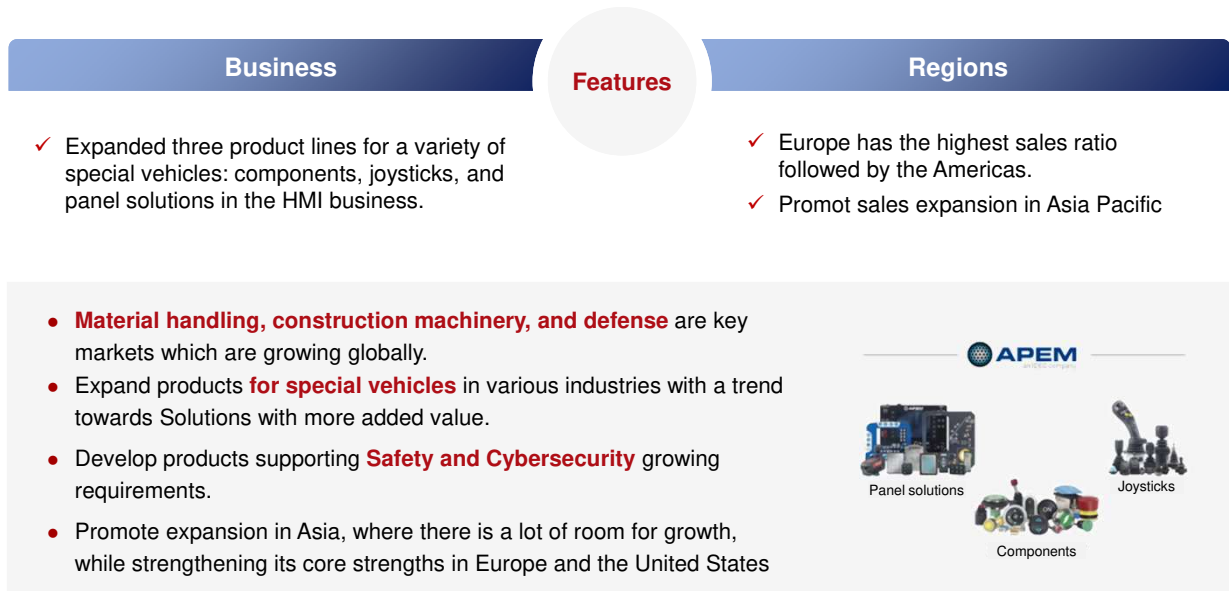 Business
Features
Regions
✓ Expanded three product lines for a variety of
special vehicles: components, joysticks, and
panel solutions in the HMI business.
✓ Europe has the highest sales ratio
followed by the Americas.
✓ Promot sales expansion in Asia Pacific
● Material handling, construction machinery, and defense are key
markets which are growing globally.
● Expand products for special vehicles in various industries with a trend
towards Solutions with more added value.
● Develop products supporting Safety and Cybersecurity growing
requirements.
● Promote expansion in Asia, where there is a lot of room for growth,
while strengthening its core strengths in Europe and the United States
APEM
Panel solutions
Joysticks
Components